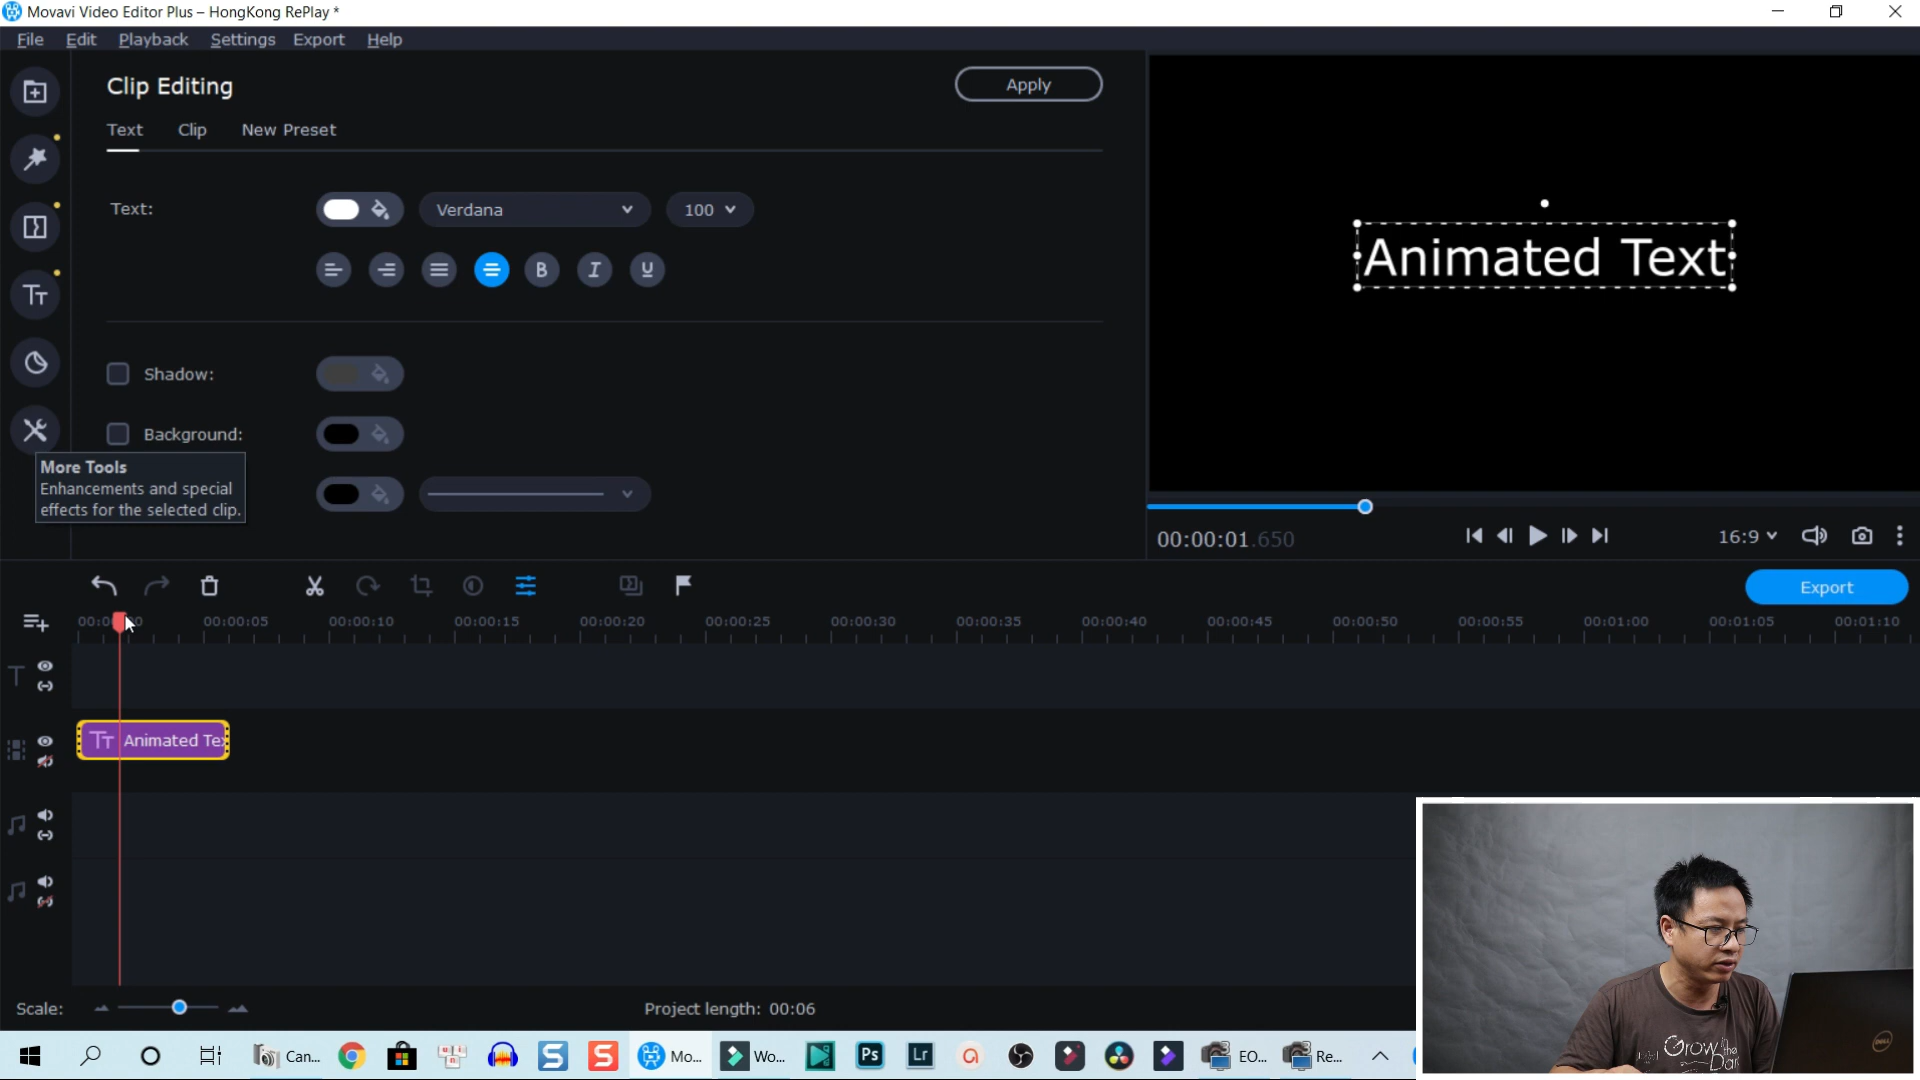 Movavi Video Editor Plus – HongKong RePlay *
File Edit Playback Settings Export Help
Clip Editing
Apply
Text Clip New Preset
Text:
Verdana
100
B I U
Shadow:
Background:
More Tools
Enhancements and special
effects for the selected clip.
Animated Text
00:00:01.650
16:9
Export
00:00:05 00:00:10 00:00:15 00:00:20 00:00:25 00:00:30 00:00:35 00:00:40 00:00:45 00:00:50 00:00:55 00:01:00 00:01:05 00:01:10
Tт Animated Te
Scale:
Project length: 00:06
Can...
S
S
Mo...
Wo...
Ps
Lr
a
EO...
Re...
Grow the
Dark
DELL